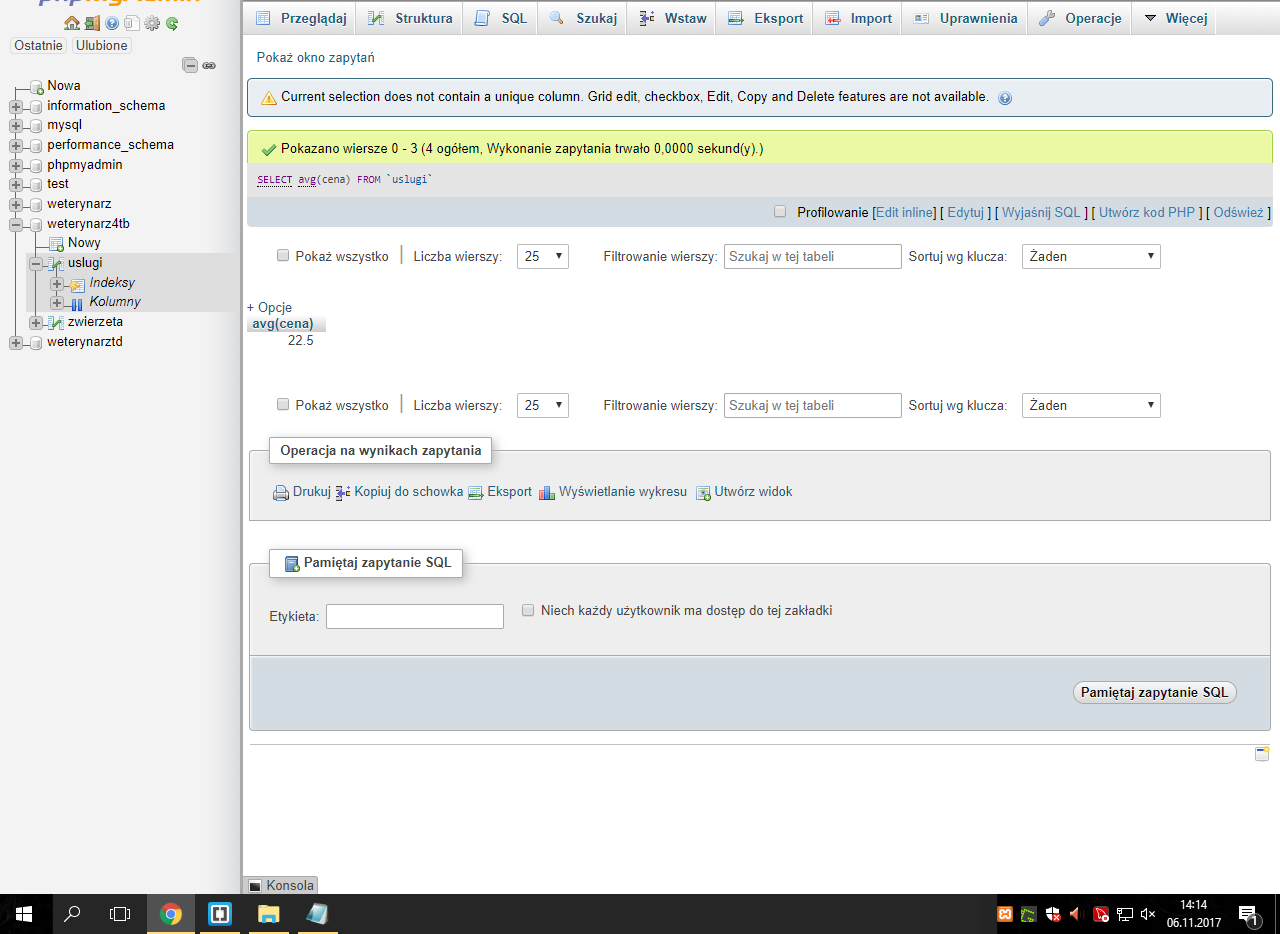 phpMyAdmin
Ostatnie Ulubione
Nowa
information_schema
mysql
performance_schema
phpmyadmin
test
weterynarz
weterynarz4tb
Nowy
uslugi
Indeksy
Kolumny
zwierzeta
weterynarztd
Przeglądaj Struktura SQL Szukaj Wstaw Eksport Import Uprawnienia Operacje Więcej
Pokaż okno zapytań
Current selection does not contain a unique column. Grid edit, checkbox, Edit, Copy and Delete features are not available.
Pokazano wiersze 0 - 3 (4 ogółem, Wykonanie zapytania trwało 0,0000 sekund(y).)
SELECT avg(cena) FROM `uslugi`
Profilowanie [Edit inline] [ Edytuj ] [ Wyjaśnij SQL ] [ Utwórz kod PHP ] [ Odśwież ]
Pokaż wszystko | Liczba wierszy: 25 Filtrowanie wierszy: Szukaj w tej tabeli Sortuj wg klucza: Żaden
+ Opcje
avg(cena)
22.5
Pokaż wszystko | Liczba wierszy: 25 Filtrowanie wierszy: Szukaj w tej tabeli Sortuj wg klucza: Żaden
Operacja na wynikach zapytania
Drukuj Kopiuj do schowka Eksport Wyświetlanie wykresu Utwórz widok
Pamiętaj zapytanie SQL
Etykieta: Niech każdy użytkownik ma dostęp do tej zakładki
Pamiętaj zapytanie SQL
Konsola
14:14
06.11.2017
1